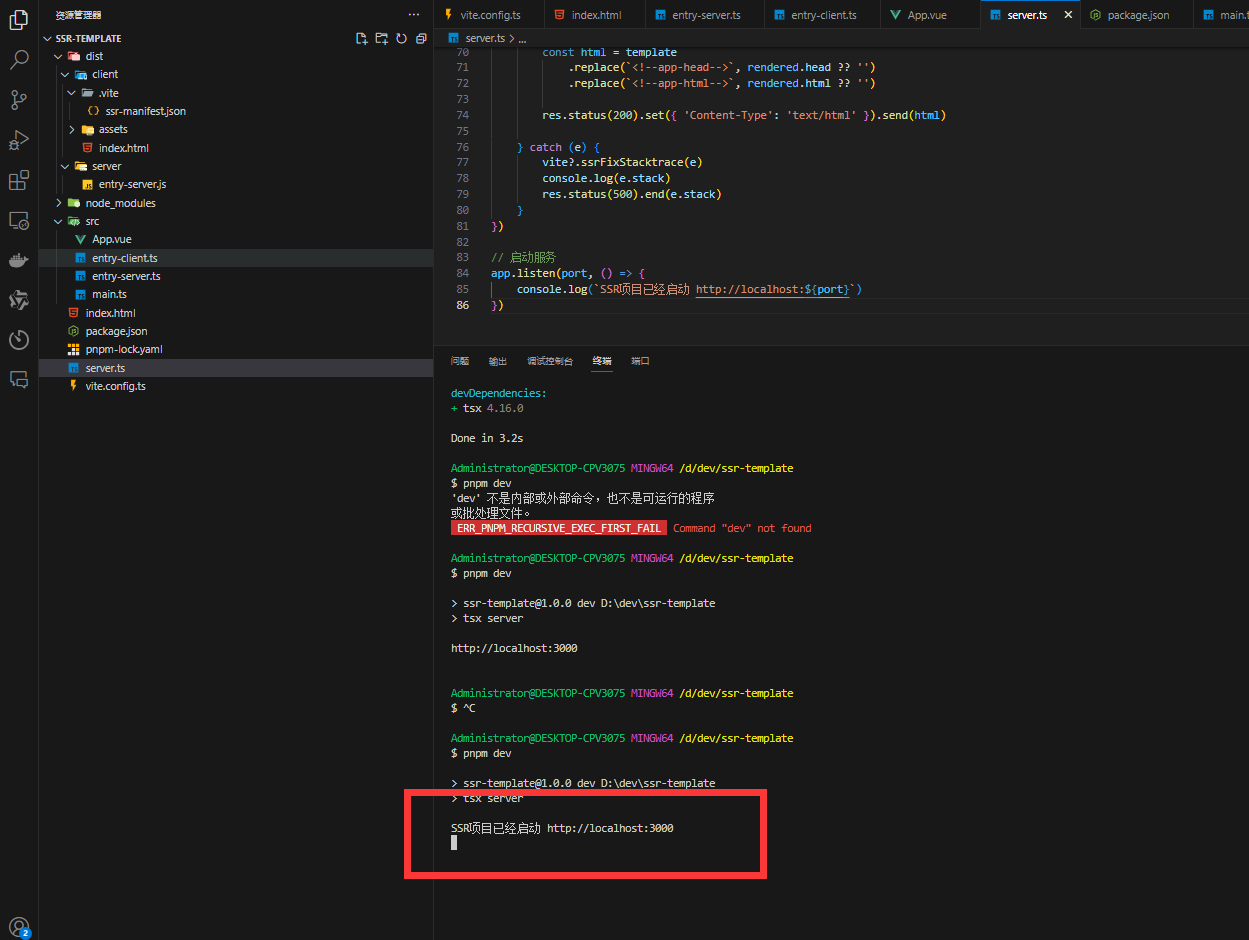 资源管理器
SSR-TEMPLATE
dist
client
.vite
ssr-manifest.json
assets
index.html
server
entry-server.js
node_modules
src
App.vue
entry-client.ts
entry-server.ts
main.ts
index.html
package.json
pnpm-lock.yaml
server.ts
vite.config.ts
2
vite.config.ts index.html entry-server.ts entry-client.ts App.vue server.ts package.json main.t
server.ts > ...
70 const html = template
71 .replace(`<!--app-head-->`, rendered.head ?? '')
72 .replace(`<!--app-html-->`, rendered.html ?? '')
73
74 res.status(200).set({ 'Content-Type': 'text/html' }).send(html)
75
76 } catch (e) {
77 vite?.ssrFixStacktrace(e)
78 console.log(e.stack)
79 res.status(500).end(e.stack)
80 }
81 })
82
83 // 启动服务
84 app.listen(port, () => {
85 console.log(`SSR项目已经启动 http://localhost:${port}`)
86 })
问题 输出 调试控制台 终端 端口
devDependencies:
+ tsx 4.16.0
Done in 3.2s
Administrator@DESKTOP-CPV3075 MINGW64 /d/dev/ssr-template
$ pnpm dev
'dev' 不是内部或外部命令，也不是可运行的程序
或批处理文件。
ERR_PNPM_RECURSIVE_EXEC_FIRST_FAIL Command "dev" not found
Administrator@DESKTOP-CPV3075 MINGW64 /d/dev/ssr-template
$ pnpm dev
> ssr-template@1.0.0 dev D:\dev\ssr-template
> tsx server
http://localhost:3000
Administrator@DESKTOP-CPV3075 MINGW64 /d/dev/ssr-template
$ ^C
Administrator@DESKTOP-CPV3075 MINGW64 /d/dev/ssr-template
$ pnpm dev
> ssr-template@1.0.0 dev D:\dev\ssr-template
> tsx server
SSR项目已经启动 http://localhost:3000